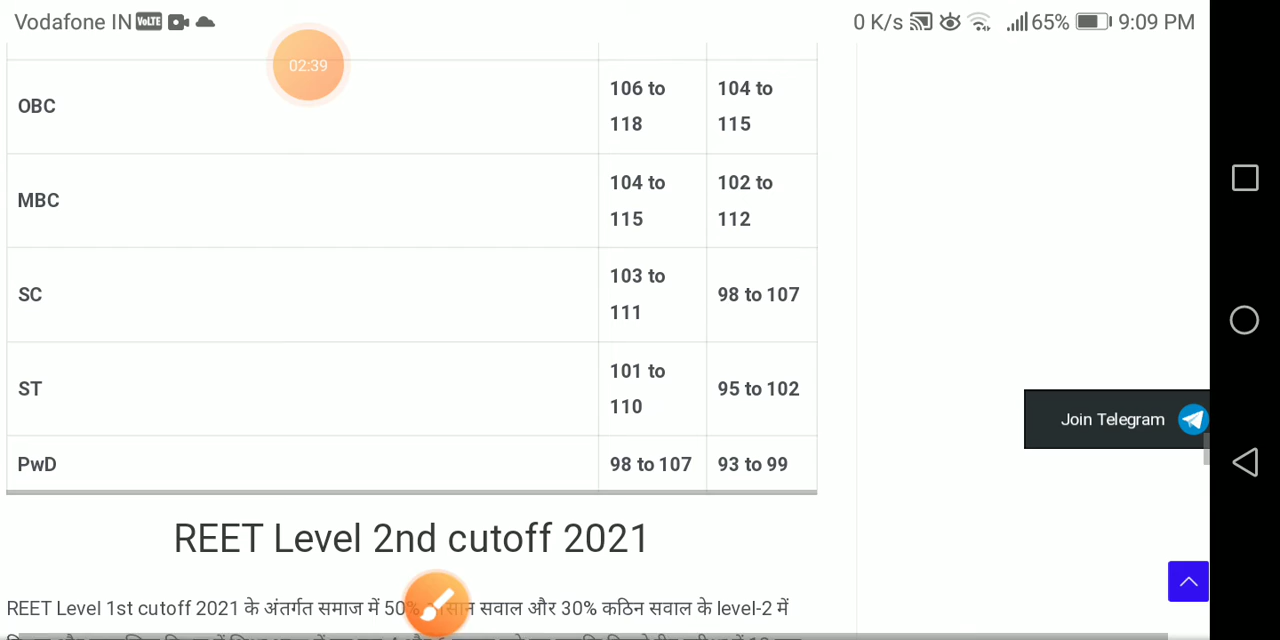 Vodafone IN VoLTE 0 K/s 65% 9:09 PM
02:39
OBC 106 to 118 104 to 115
MBC 104 to 115 102 to 112
SC 103 to 111 98 to 107
ST 101 to 110 95 to 102
PwD 98 to 107 93 to 99
Join Telegram
REET Level 2nd cutoff 2021
REET Level 1st cutoff 2021 के अंतर्गत समाज में 50% सवाल और 30% कठिन सवाल के level-2 में